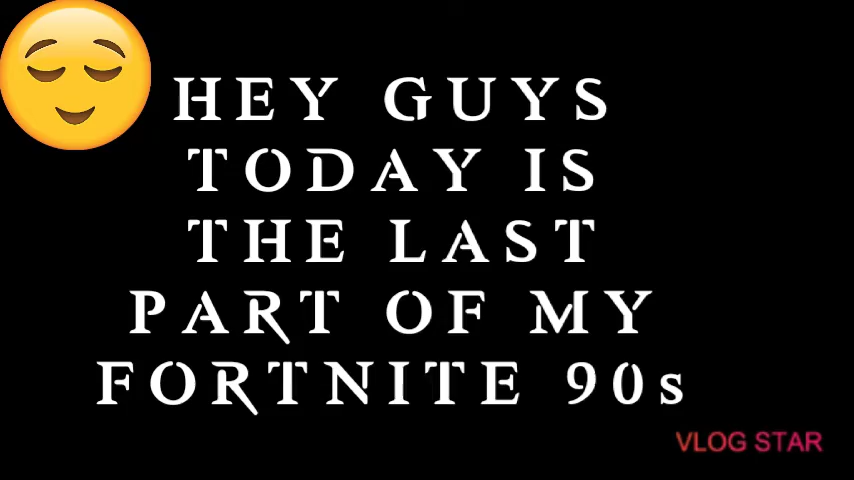 HEY GUYS
TODAY IS
THE LAST
PART OF MY
FORTNITE 90s
VLOG STAR